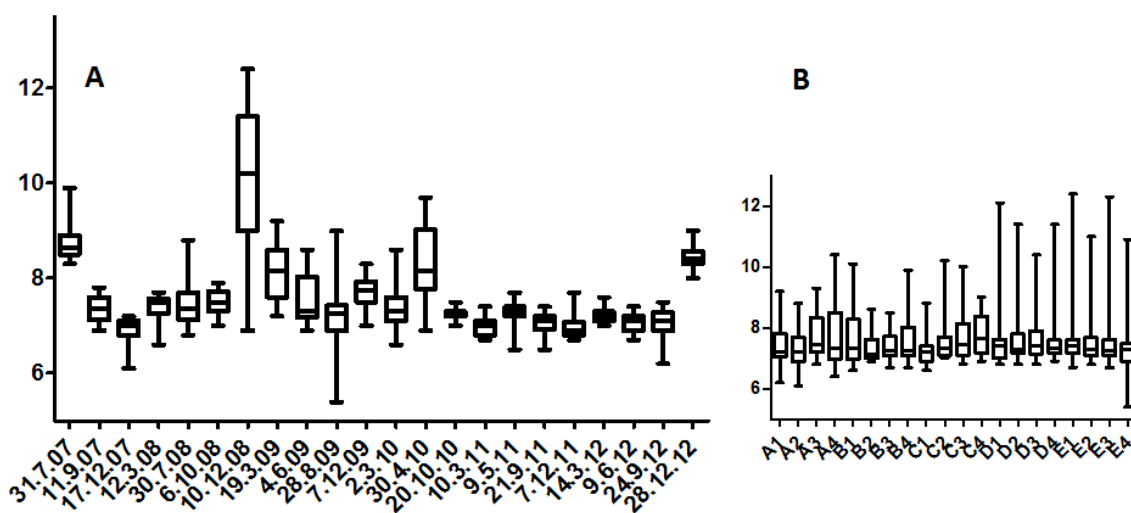 A
12
10
8
6
31.7.07
11.9.07
17.12.07
12.3.08
30.7.08
6.10.08
10.12.08
19.3.09
4.6.09
28.8.09
7.12.09
2.3.10
30.4.10
20.10.10
10.3.11
9.5.11
21.9.11
7.12.11
14.3.12
9.6.12
24.9.12
28.12.12
B
12
10
8
6
A1
A2
A3
A4
B1
B2
B3
B4
C1
C2
C3
C4
D1
D2
D3
D4
E1
E2
E3
E4